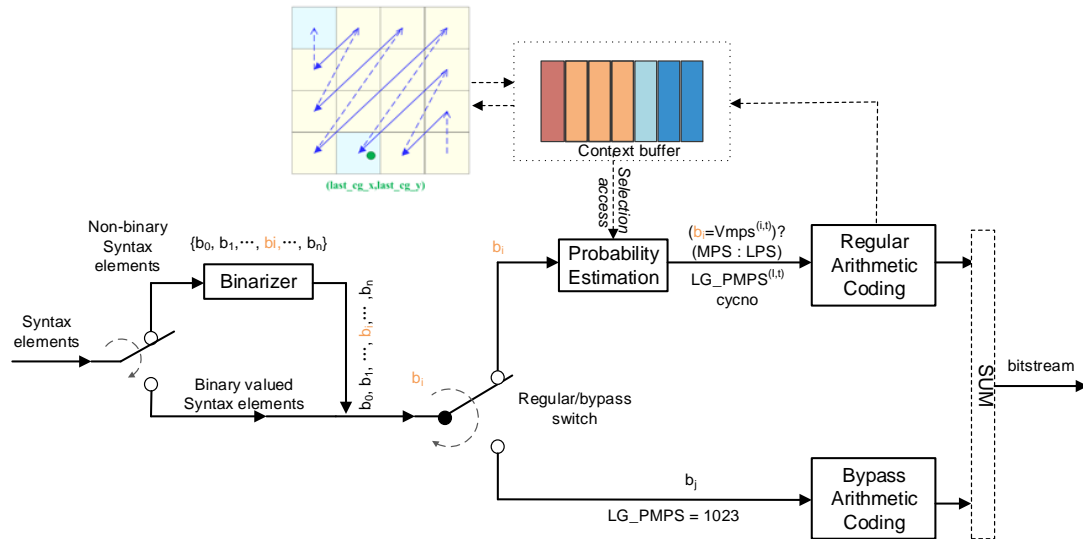 Context buffer
(last_cg_x,last_cg_y)
Selection
access
Non-binary
Syntax
elements
{b0, b1,⋯, bi,⋯, bn}
Binarizer
b0, b1, ⋯, bi, ⋯, bn
bi
Probability
Estimation
(bi=Vmps(i,t))?
(MPS : LPS)
LG_PMPS(I,t)
cycno
Regular
Arithmetic
Coding
Syntax
elements
Binary valued
Syntax elements
bi
Regular/bypass
switch
SUM
bitstream
bj
LG_PMPS = 1023
Bypass
Arithmetic
Coding